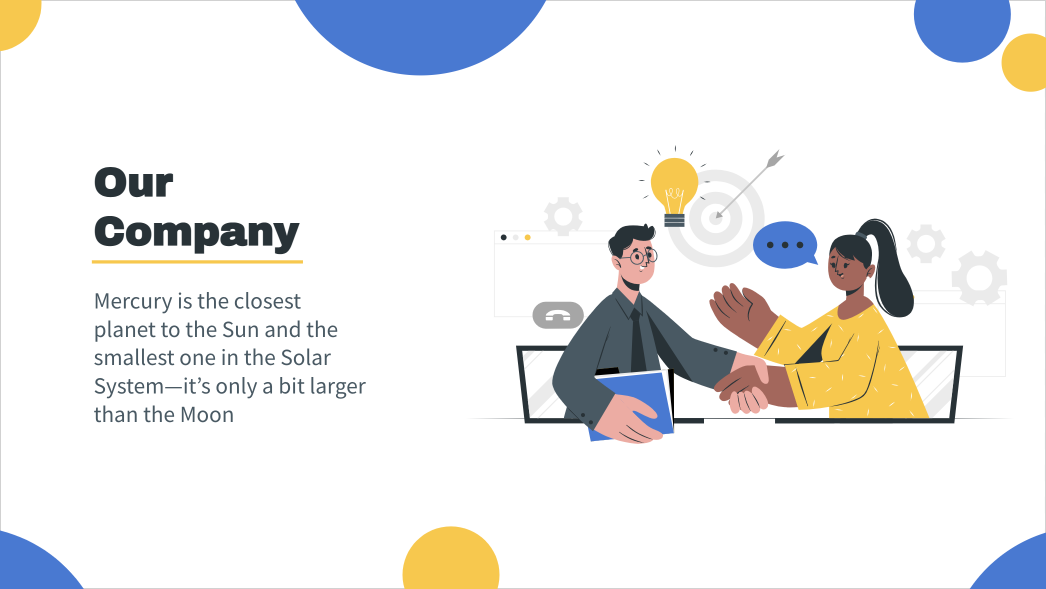 Our
Company
Mercury is the closest
planet to the Sun and the
smallest one in the Solar
System—it’s only a bit larger
than the Moon